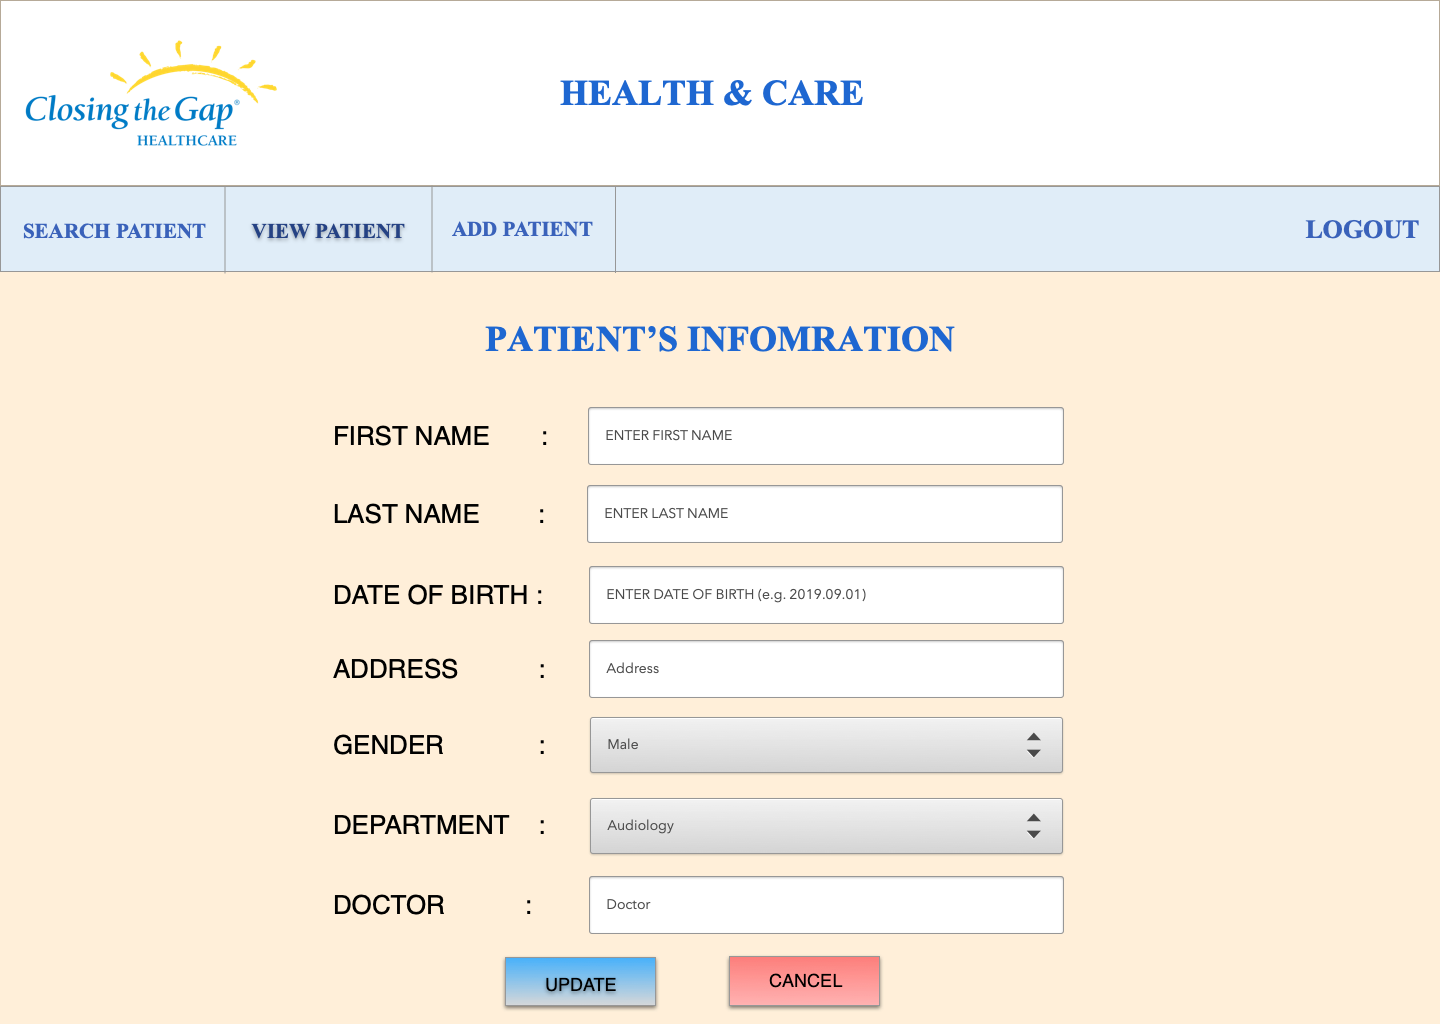 Closing the Gap®
HEALTHCARE
HEALTH & CARE
SEARCH PATIENT
VIEW PATIENT
ADD PATIENT
LOGOUT
PATIENT’S INFOMRATION
FIRST NAME : ENTER FIRST NAME
LAST NAME : ENTER LAST NAME
DATE OF BIRTH : ENTER DATE OF BIRTH (e.g. 2019.09.01)
ADDRESS : Address
GENDER : Male
DEPARTMENT : Audiology
DOCTOR : Doctor
UPDATE
CANCEL